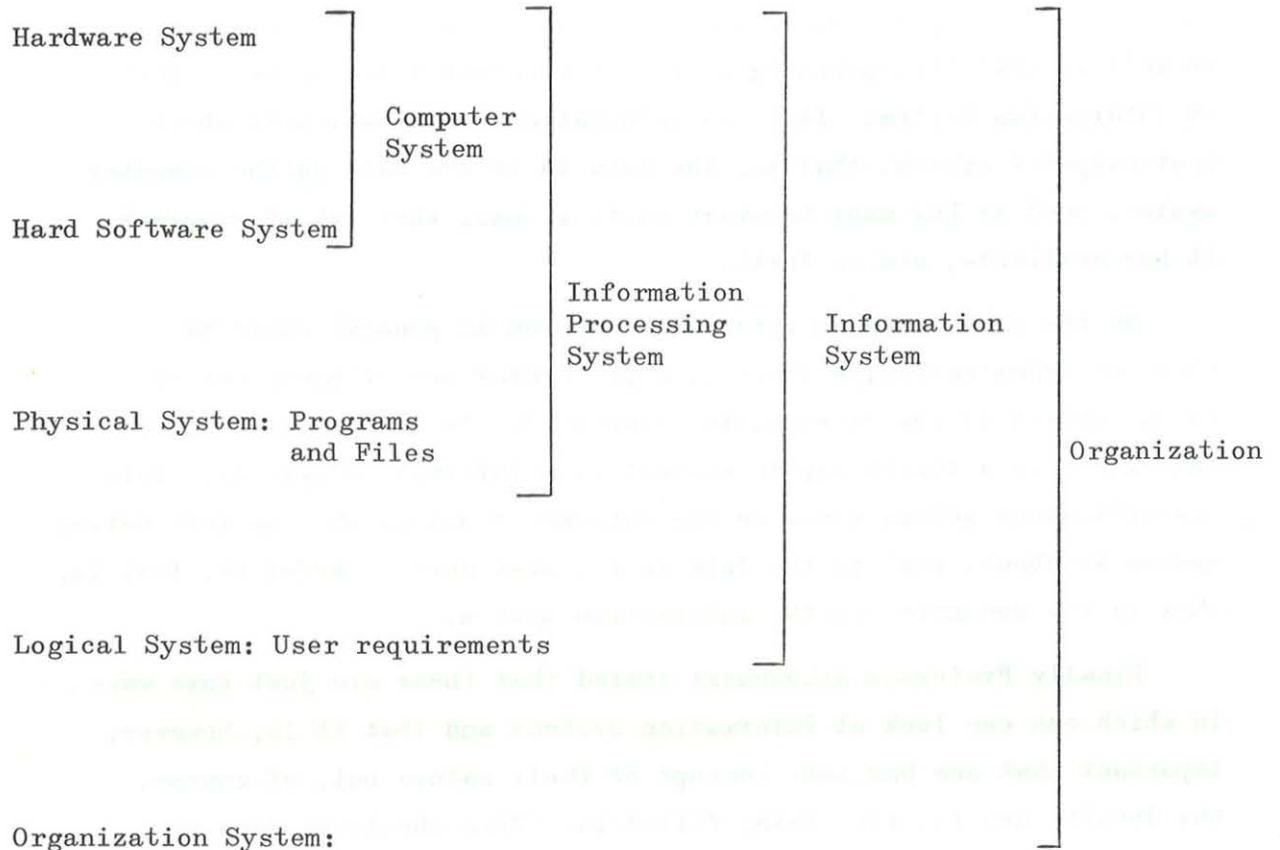 Hardware System
Computer
System
Hard Software System
Information
Processing
System
Information
System
Physical System: Programs
and Files
Organization
Logical System: User requirements
Organization System: